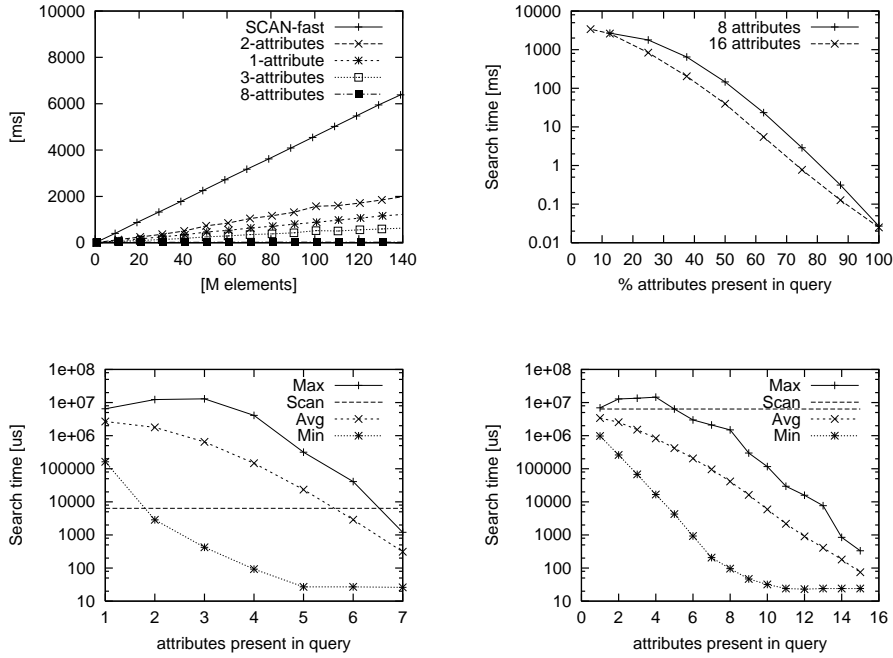 10000
8000
6000
4000
2000
0
[ms]
SCAN-fast
2-attributes
1-attribute
3-attributes
8-attributes
0 20 40 60 80 100 120 140
[M elements]
10000
1000
100
10
1
0.1
0.01
Search time [ms]
8 attributes
16 attributes
0 10 20 30 40 50 60 70 80 90 100
% attributes present in query
1e+08
1e+07
1e+06
100000
10000
1000
100
10
Search time [us]
Max
Scan
Avg
Min
1 2 3 4 5 6 7
attributes present in query
1e+08
1e+07
1e+06
100000
10000
1000
100
10
Search time [us]
Max
Scan
Avg
Min
0 2 4 6 8 10 12 14 16
attributes present in query